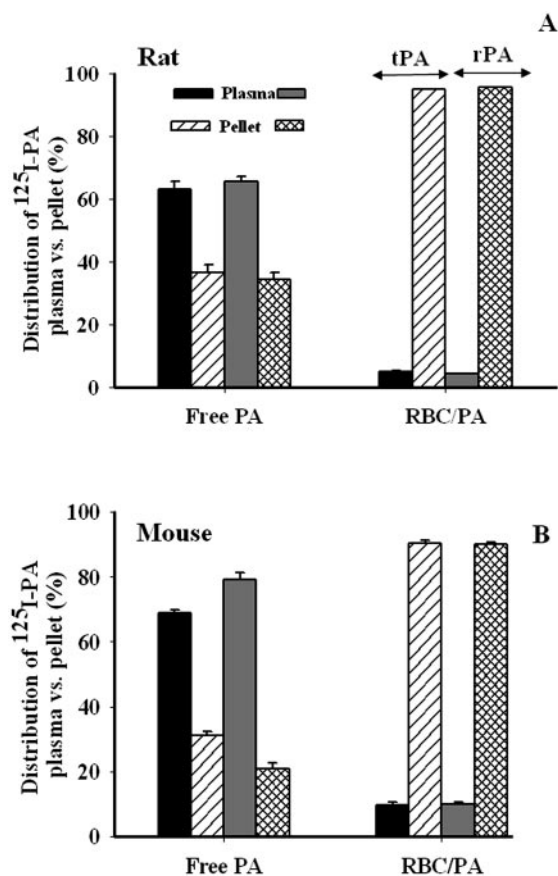 A
Rat
tPA rPA
Plasma
Pellet
Distribution of ¹²⁵I-PA
plasma vs. pellet (%)
100
80
60
40
20
0
Free PA RBC/PA
B
Mouse
Distribution of ¹²⁵I-PA
plasma vs. pellet (%)
100
80
60
40
20
0
Free PA RBC/PA